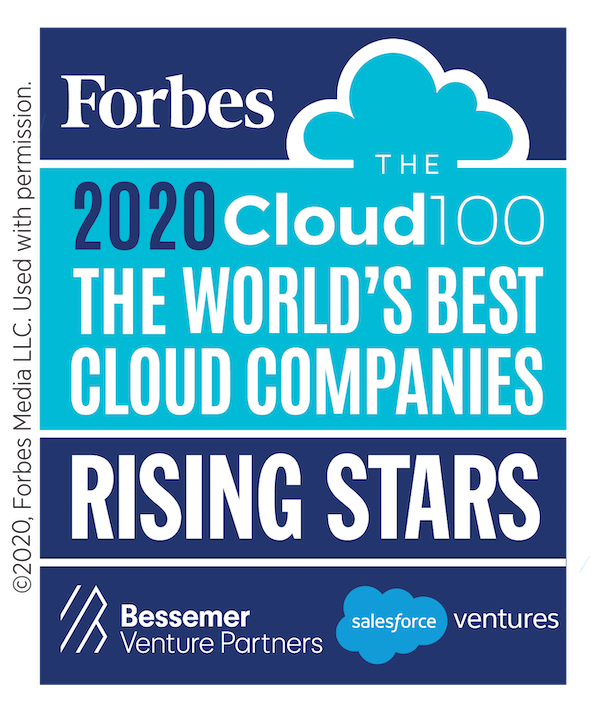 Forbes
THE
2020 Cloud100
THE WORLD'S BEST
CLOUD COMPANIES
RISING STARS
Bessemer
Venture Partners
salesforce ventures
©2020, Forbes Media LLC. Used with permission.